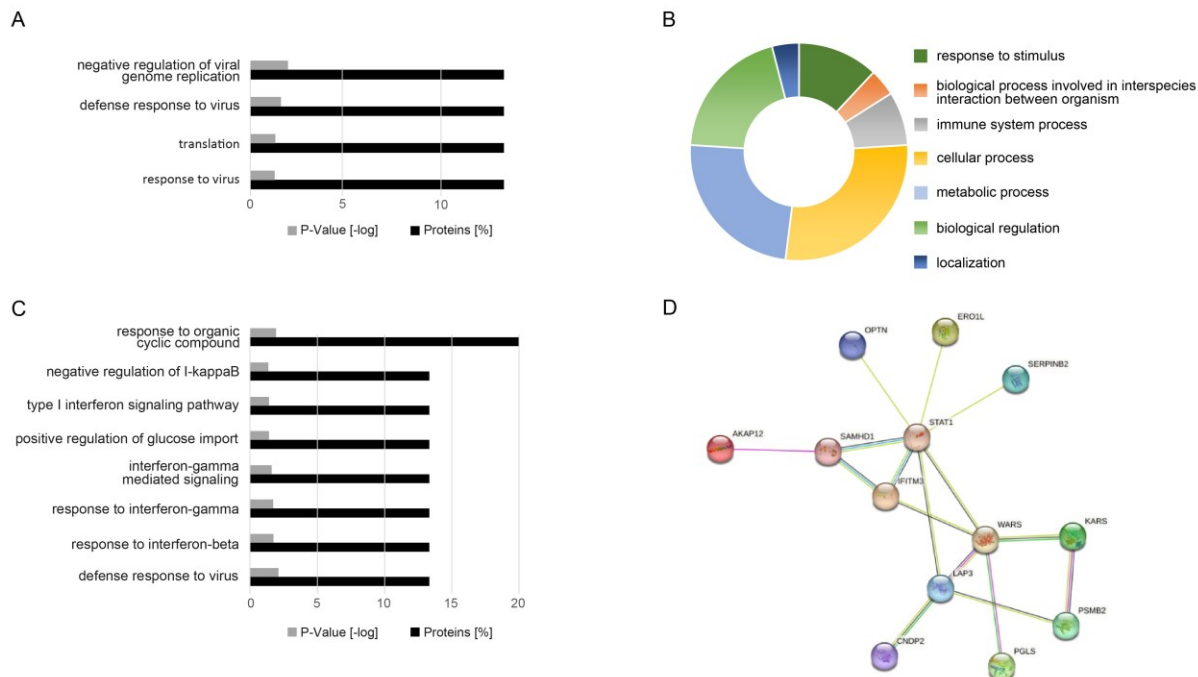 A
negative regulation of viral
genome replication
defense response to virus
translation
response to virus
0
5
10
P-Value [-log]
Proteins [%]
B
response to stimulus
biological process involved in interspecies
interaction between organism
immune system process
cellular process
metabolic process
biological regulation
localization
C
response to organic
cyclic compound
negative regulation of I-kappaB
type I interferon signaling pathway
positive regulation of glucose import
interferon-gamma
mediated signaling
response to interferon-gamma
response to interferon-beta
defense response to virus
0
5
10
15
20
P-Value [-log]
Proteins [%]
D
OPTN
ERO1L
SERPINB2
STAT1
AKAP12
SAMHD1
IFITM3
WARS
KARS
LAP3
PSMB2
CNDP2
PGLS